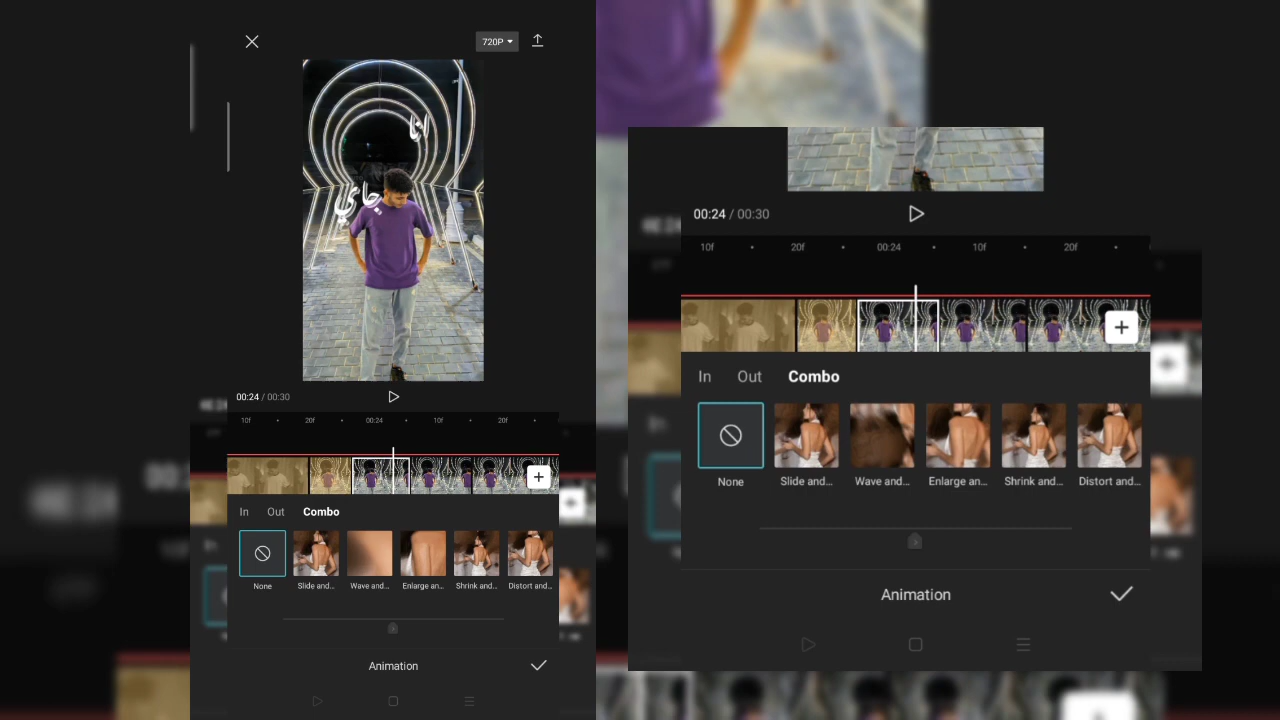 720P
انا
جاي
00:24 / 00:30
10f 20f 00:24 10f 20f
In Out Combo
None Slide and... Wave and... Enlarge an... Shrink and... Distort and...
Animation
00:24 / 00:30
10f 20f 00:24 10f 20f
In Out Combo
None Slide and... Wave and... Enlarge an... Shrink and... Distort and...
Animation